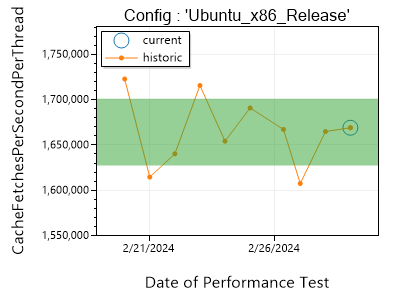 Config : 'Ubuntu_x86_Release'
CacheFetchesPerSecondPerThread
current
historic
1,750,000
1,700,000
1,650,000
1,600,000
1,550,000
2/21/2024
2/26/2024
Date of Performance Test